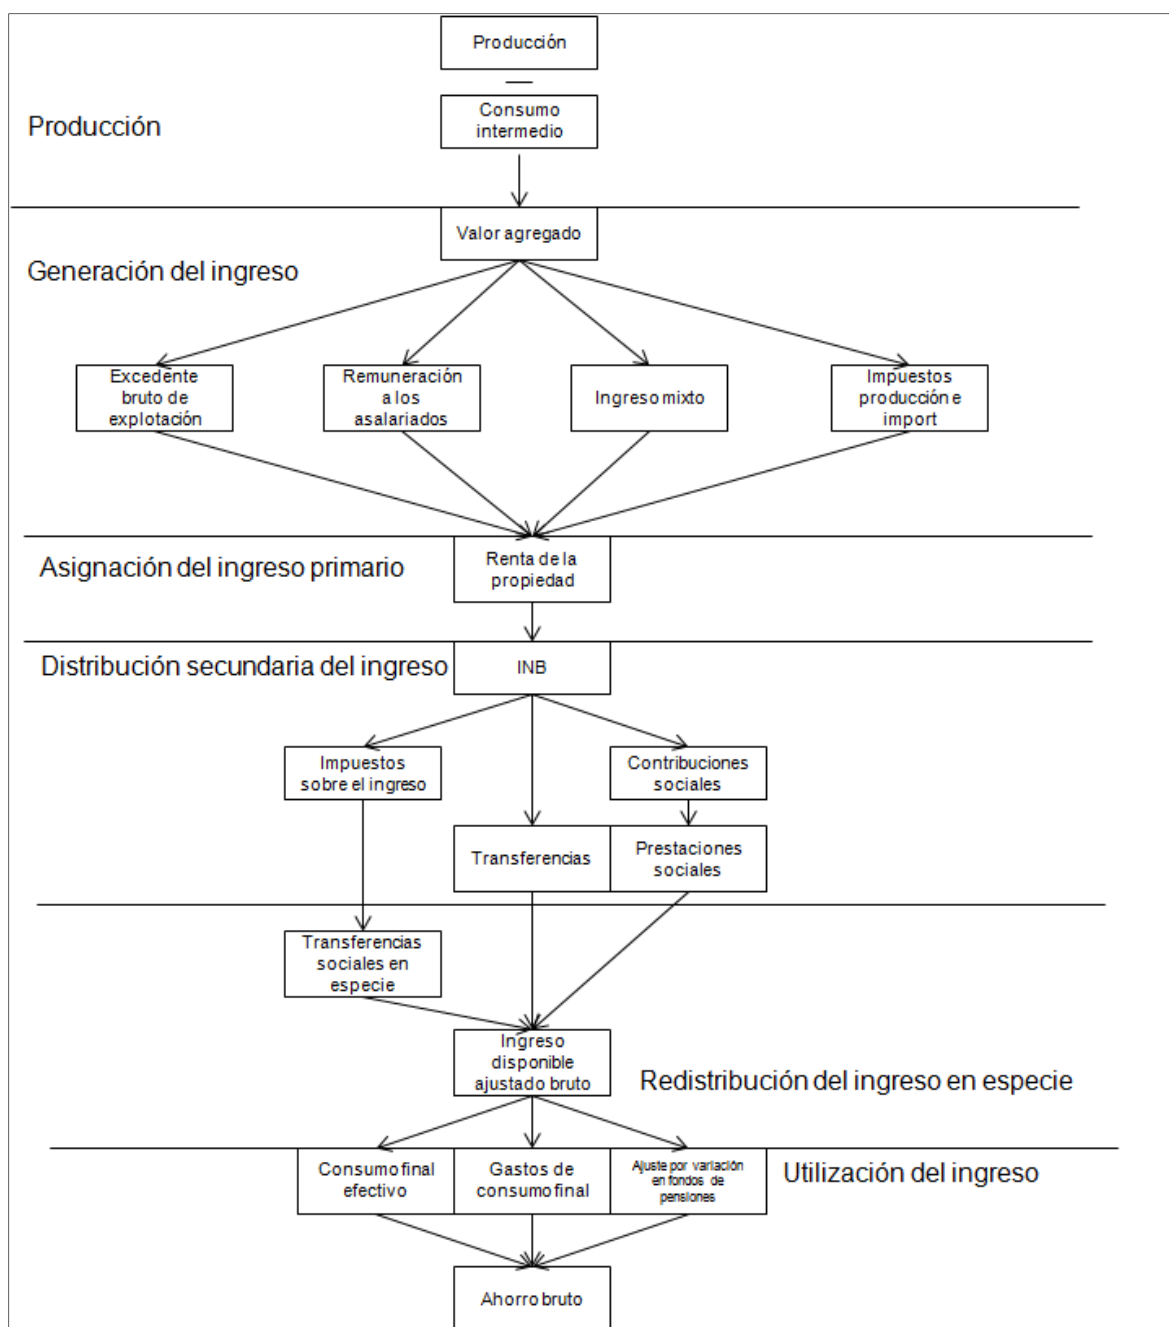 Producción
—
Consumo
intermedio
Producción
Valor agregado
Generación del ingreso
Excedente
bruto de
explotación
Remuneración
a los
asalariados
Ingreso mixto
Impuestos
producción e
import
Asignación del ingreso primario
Renta de la
propiedad
Distribución secundaria del ingreso
INB
Impuestos
sobre el ingreso
Contribuciones
sociales
Transferencias
Prestaciones
sociales
Transferencias
sociales en
especie
Ingreso
disponible
ajustado bruto
Redistribución del ingreso en especie
Consumo final
efectivo
Gastos de
consumo final
Ajuste por variación
en fondos de
pensiones
Utilización del ingreso
Ahorro bruto